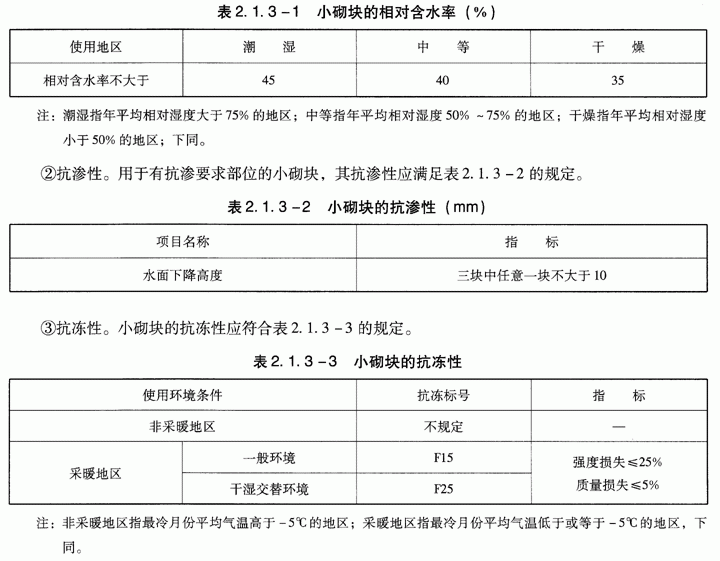 表2.1.3-1 小砌块的相对含水率(%)
使用地区 潮 湿 中 等 干 燥
相对含水率不大于 45 40 35
注：潮湿指年平均相对湿度大于75%的地区；中等指年平均相对湿度50%~75%的地区；干燥指年平均相对湿度
小于50%的地区；下同。
②抗渗性。用于有抗渗要求部位的小砌块，其抗渗性应满足表2.1.3-2的规定。
表2.1.3-2 小砌块的抗渗性(mm)
项目名称 指 标
水面下降高度 三块中任意一块不大于10
③抗冻性。小砌块的抗冻性应符合表2.1.3-3的规定。
表2.1.3-3 小砌块的抗冻性
使用环境条件 抗冻标号 指 标
非采暖地区 不规定 —
采暖地区 一般环境 F15 强度损失≤25%
干湿交替环境 F25 质量损失≤5%
注：非采暖地区指最冷月份平均气温高于-5℃的地区；采暖地区指最冷月份平均气温低于或等于-5℃的地区，下
同。